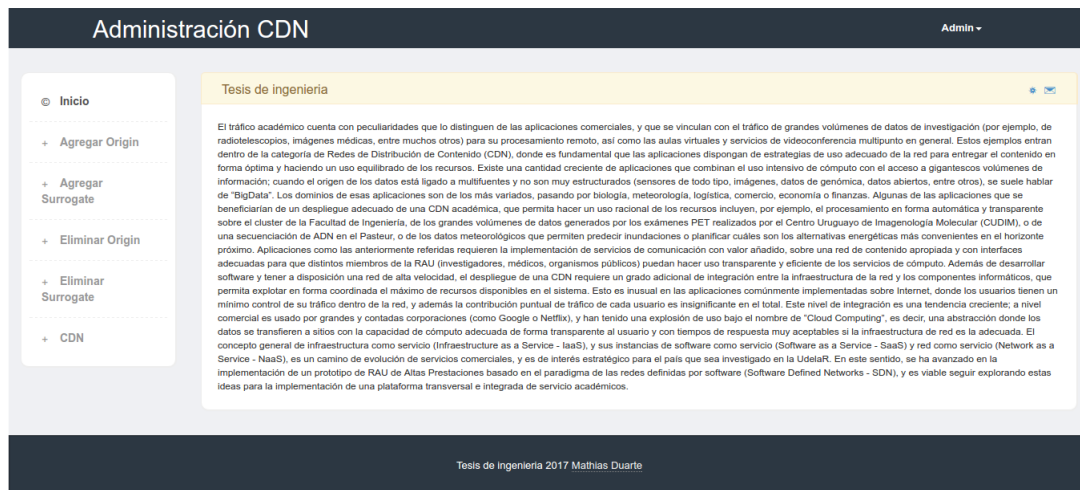 Administración CDN
Admin
© Inicio
+ Agregar Origin
+ Agregar
Surrogate
+ Eliminar Origin
+ Eliminar
Surrogate
+ CDN
Tesis de ingenieria
El tráfico académico cuenta con peculiaridades que lo distinguen de las aplicaciones comerciales, y que se vinculan con el tráfico de grandes volúmenes de datos de investigación (por ejemplo, de
radiotelescopios, imágenes médicas, entre muchos otros) para su procesamiento remoto, así como las aulas virtuales y servicios de videoconferencia multipunto en general. Estos ejemplos entran
dentro de la categoría de Redes de Distribución de Contenido (CDN), donde es fundamental que las aplicaciones dispongan de estrategias de uso adecuado de la red para entregar el contenido en
forma óptima y haciendo un uso equilibrado de los recursos. Existe una cantidad creciente de aplicaciones que combinan el uso intensivo de cómputo con el acceso a gigantescos volúmenes de
información; cuando el origen de los datos está ligado a multifuentes y no son muy estructurados (sensores de todo tipo, imágenes, datos de genómica, datos abiertos, entre otros), se suele hablar
de "BigData". Los dominios de esas aplicaciones son de los más variados, pasando por biología, meteorología, logística, comercio, economía o finanzas. Algunas de las aplicaciones que se
beneficiarían de un despliegue adecuado de una CDN académica, que permita hacer un uso racional de los recursos incluyen, por ejemplo, el procesamiento en forma automática y transparente
sobre el cluster de la Facultad de Ingeniería, de los grandes volúmenes de datos generados por los exámenes PET realizados por el Centro Uruguayo de Imagenología Molecular (CUDIM), o de
una secuenciación de ADN en el Pasteur, o de los datos meteorológicos que permiten predecir inundaciones o planificar cuáles son los alternativas energéticas más convenientes en el horizonte
próximo. Aplicaciones como las anteriormente referidas requieren la implementación de servicios de comunicación con valor añadido, sobre una red de contenido apropiada y con interfaces
adecuadas para que distintos miembros de la RAU (investigadores, médicos, organismos públicos) puedan hacer uso transparente y eficiente de los servicios de cómputo. Además de desarrollar
software y tener a disposición una red de alta velocidad, el despliegue de una CDN requiere un grado adicional de integración entre la infraestructura de la red y los componentes informáticos, que
permita explotar en forma coordinada el máximo de recursos disponibles en el sistema. Esto es inusual en las aplicaciones comúnmente implementadas sobre Internet, donde los usuarios tienen un
mínimo control de su tráfico dentro de la red, y además la contribución puntual de tráfico de cada usuario es insignificante en el total. Este nivel de integración es una tendencia creciente; a nivel
comercial es usado por grandes y contadas corporaciones (como Google o Netflix), y han tenido una explosión de uso bajo el nombre de "Cloud Computing", es decir, una abstracción donde los
datos se transfieren a sitios con la capacidad de cómputo adecuada de forma transparente al usuario y con tiempos de respuesta muy aceptables si la infraestructura de red es la adecuada. El
concepto general de infraestructura como servicio (Infraestructure as a Service - IaaS), y sus instancias de software como servicio (Software as a Service - SaaS) y red como servicio (Network as a
Service - NaaS), es un camino de evolución de servicios comerciales, y es de interés estratégico para el país que sea investigado en la UdelaR. En este sentido, se ha avanzado en la
implementación de un prototipo de RAU de Altas Prestaciones basado en el paradigma de las redes definidas por software (Software Defined Networks - SDN), y es viable seguir explorando estas
ideas para la implementación de una plataforma transversal e integrada de servicio académicos.
Tesis de ingenieria 2017 Mathias Duarte